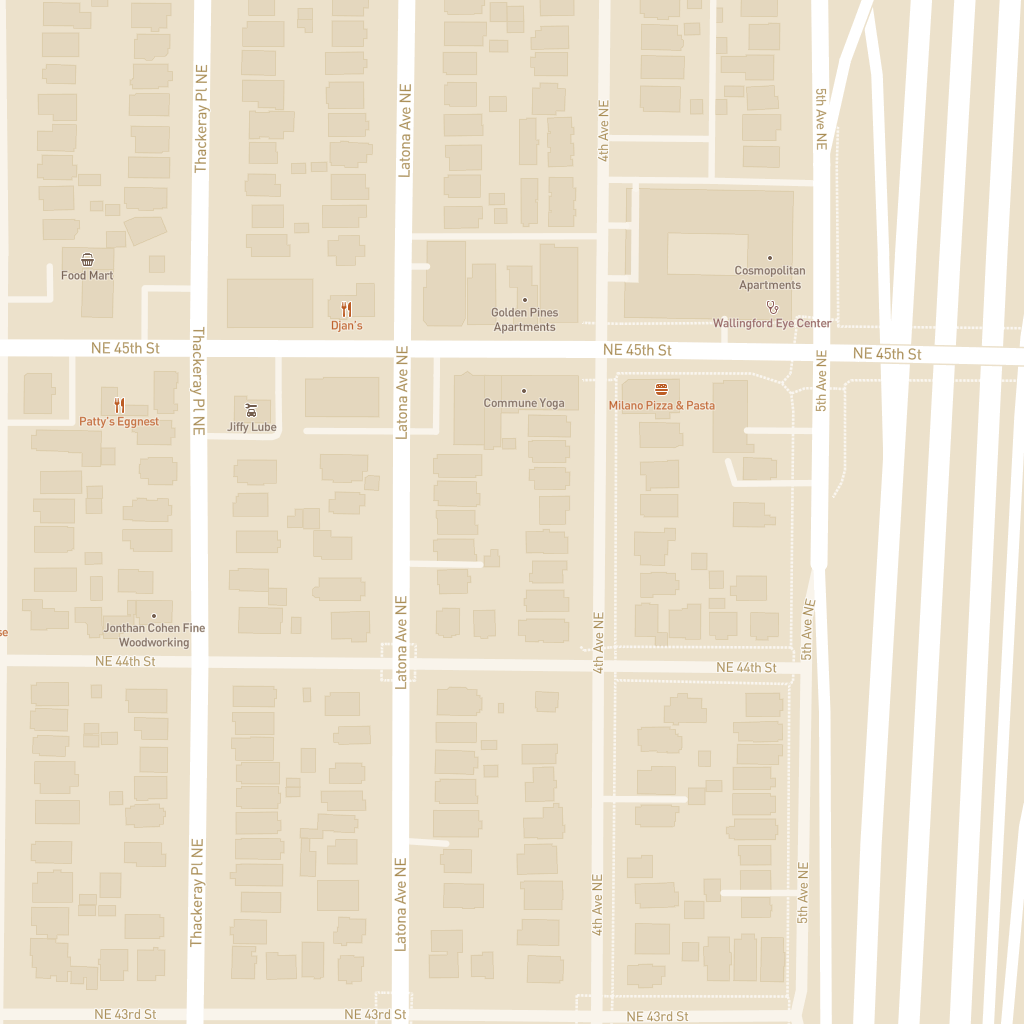 Thackeray Pl NE
Latona Ave NE
4th Ave NE
5th Ave NE
Food Mart
Cosmopolitan
Apartments
Djan's
Golden Pines
Apartments
Wallingford Eye Center
NE 45th St
NE 45th St
NE 45th St
Thackeray Pl NE
Latona Ave NE
5th Ave NE
Patty's Eggnest
Jiffy Lube
Commune Yoga
Milano Pizza & Pasta
Jonthan Cohen Fine
Woodworking
se
Latona Ave NE
4th Ave NE
5th Ave NE
NE 44th St
NE 44th St
Thackeray Pl NE
Latona Ave NE
4th Ave NE
5th Ave NE
NE 43rd St
NE 43rd St
NE 43rd St